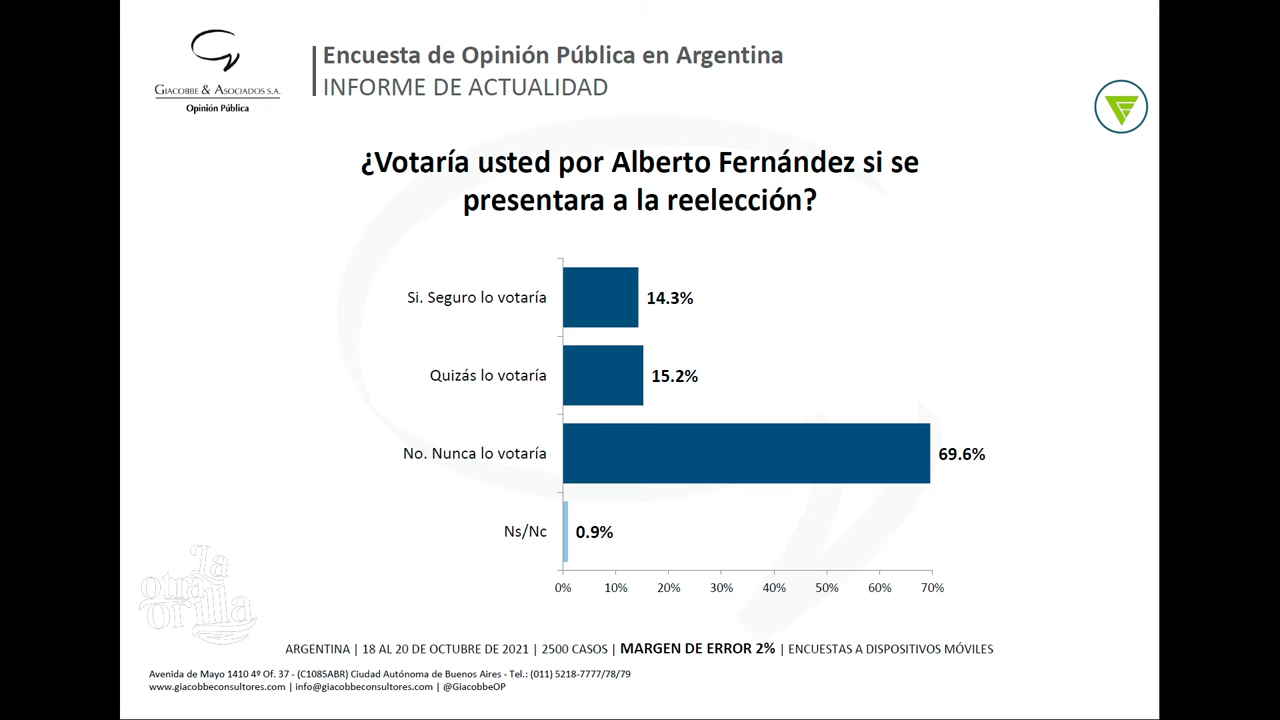 GIACOBBE & ASOCIADOS S.A.
Opinión Pública
Encuesta de Opinión Pública en Argentina
INFORME DE ACTUALIDAD
¿Votaría usted por Alberto Fernández si se
presentara a la reelección?
Si. Seguro lo votaría 14.3%
Quizás lo votaría 15.2%
No. Nunca lo votaría 69.6%
Ns/Nc 0.9%
0% 10% 20% 30% 40% 50% 60% 70%
La
otra
orilla
ARGENTINA | 18 AL 20 DE OCTUBRE DE 2021 | 2500 CASOS | MARGEN DE ERROR 2% | ENCUESTAS A DISPOSITIVOS MÓVILES
Avenida de Mayo 1410 4º Of. 37 - (C1085ABR) Ciudad Autónoma de Buenos Aires - Tel.: (011) 5218-7777/78/79
www.giacobbeconsultores.com | info@giacobbeconsultores.com | @GiacobbeOP